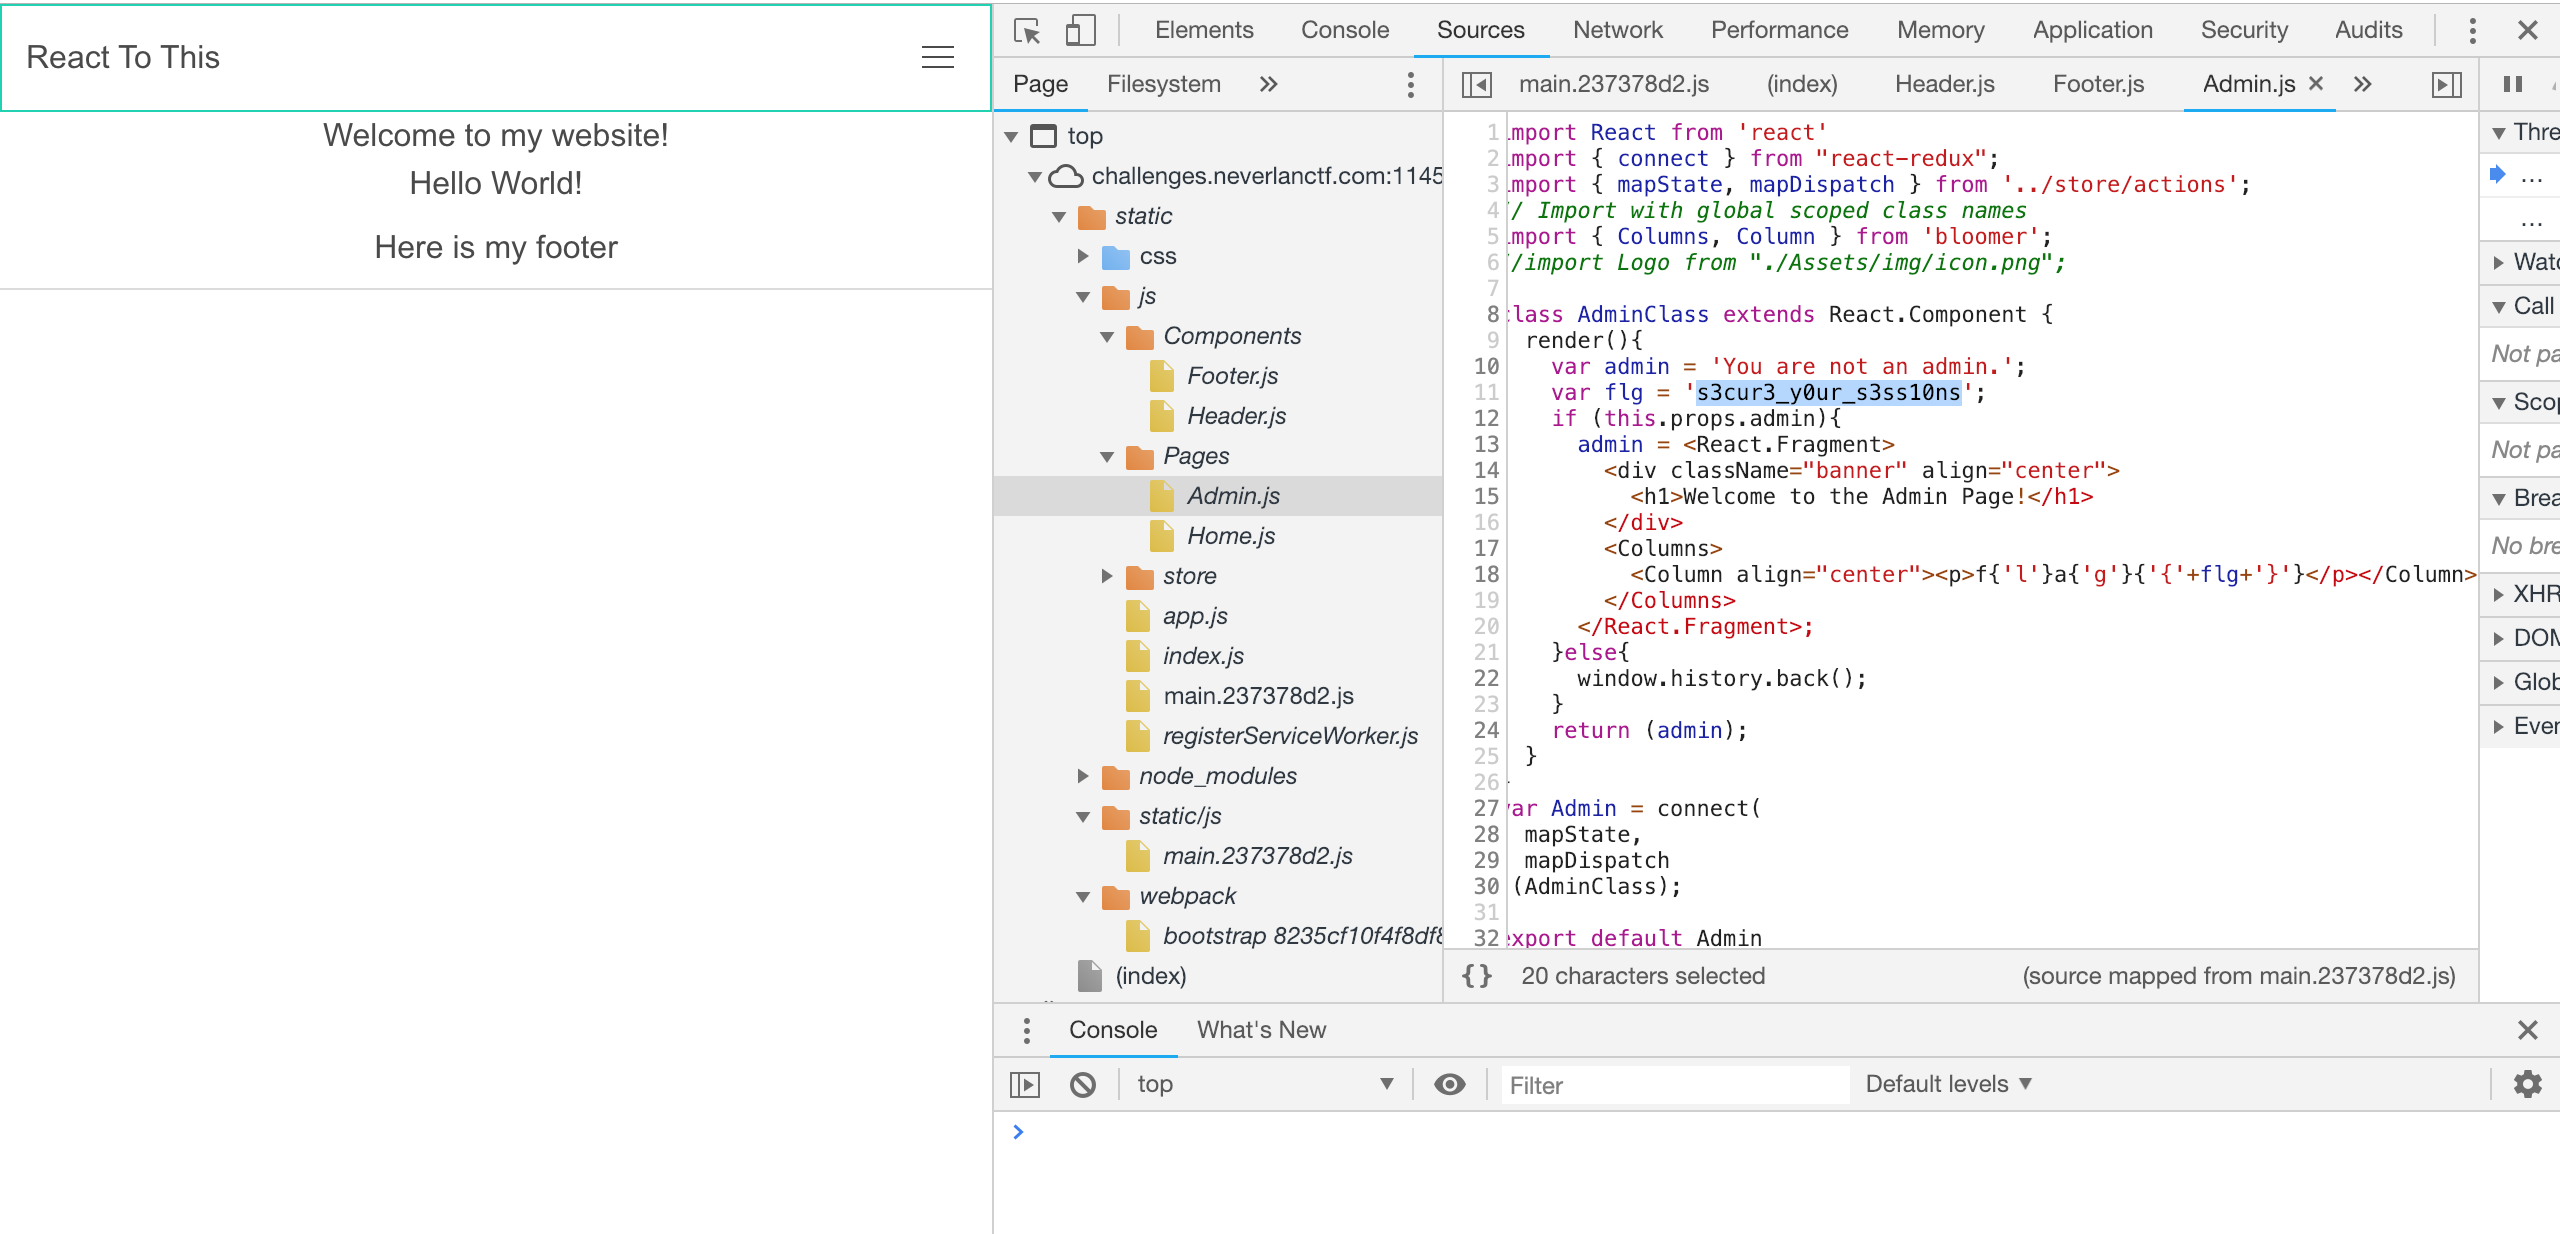 React To This
Welcome to my website!
Hello World!
Here is my footer
Elements Console Sources Network Performance Memory Application Security Audits
Page Filesystem
main.237378d2.js (index) Header.js Footer.js Admin.js
top
challenges.neverlanctf.com:1145
static
css
js
Components
Footer.js
Header.js
Pages
Admin.js
Home.js
store
app.js
index.js
main.237378d2.js
registerServiceWorker.js
node_modules
static/js
main.237378d2.js
webpack
bootstrap 8235cf10f4f8df8
(index)
1 mport React from 'react'
2 mport { connect } from "react-redux";
3 mport { mapState, mapDispatch } from '../store/actions';
4 / Import with global scoped class names
5 mport { Columns, Column } from 'bloomer';
6 /import Logo from "./Assets/img/icon.png";
7
8 lass AdminClass extends React.Component {
9 render(){
10 var admin = 'You are not an admin.';
11 var flg = 's3cur3_y0ur_s3ss10ns';
12 if (this.props.admin){
13 admin = <React.Fragment>
14 <div className="banner" align="center">
15 <h1>Welcome to the Admin Page!</h1>
16 </div>
17 <Columns>
18 <Column align="center"><p>f{'l'}a{'g'}{'{'+flg+'}'}</p></Column>
19 </Columns>
20 </React.Fragment>;
21 }else{
22 window.history.back();
23 }
24 return (admin);
25 }
26
27 ar Admin = connect(
28 mapState,
29 mapDispatch
30 (AdminClass);
31
32 export default Admin
{} 20 characters selected (source mapped from main.237378d2.js)
Thre
...
...
Watc
Call
Not pa
Scop
Not pa
Brea
No bre
XHR
DOM
Glob
Ever
Console What's New
top Filter Default levels